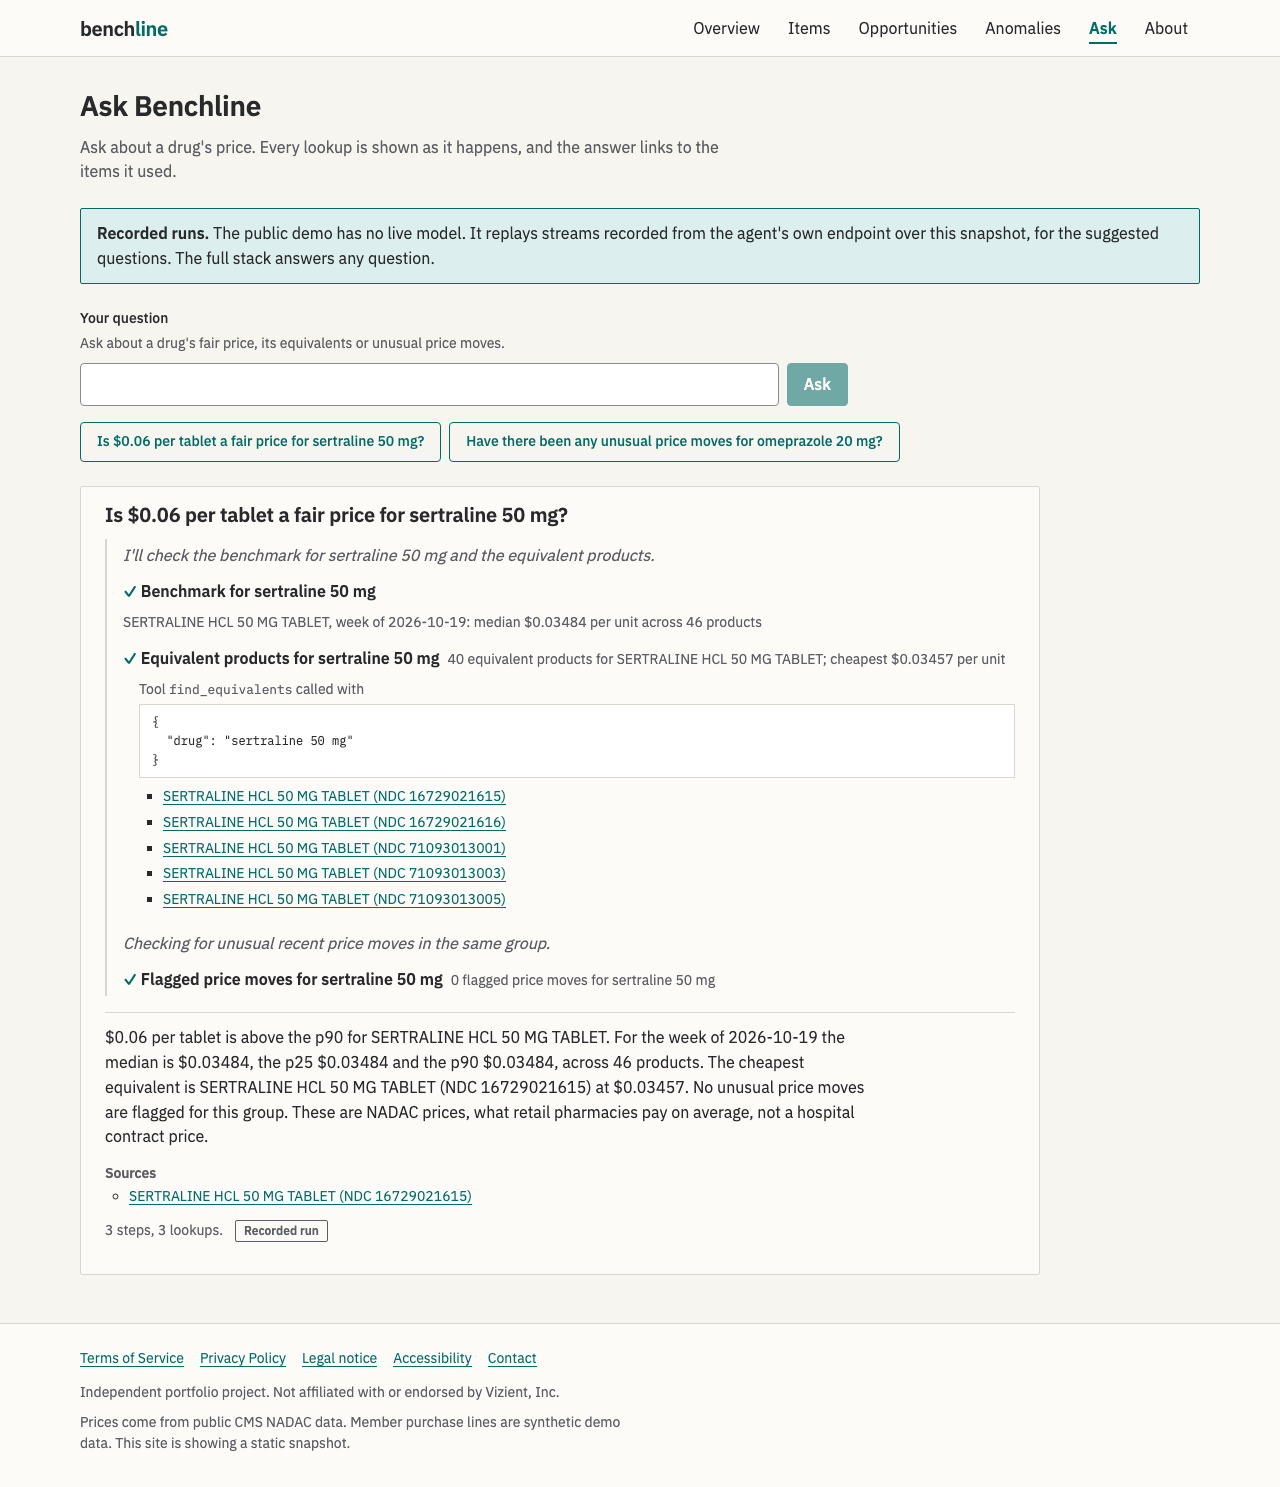 benchline
Overview Items Opportunities Anomalies Ask About
Ask Benchline
Ask about a drug's price. Every lookup is shown as it happens, and the answer links to the
items it used.
Recorded runs. The public demo has no live model. It replays streams recorded from the agent's own endpoint over this snapshot, for the suggested
questions. The full stack answers any question.
Your question
Ask about a drug's fair price, its equivalents or unusual price moves.
Ask
Is $0.06 per tablet a fair price for sertraline 50 mg? Have there been any unusual price moves for omeprazole 20 mg?
Is $0.06 per tablet a fair price for sertraline 50 mg?
I'll check the benchmark for sertraline 50 mg and the equivalent products.
Benchmark for sertraline 50 mg
SERTRALINE HCL 50 MG TABLET, week of 2026-10-19: median $0.03484 per unit across 46 products
Equivalent products for sertraline 50 mg 40 equivalent products for SERTRALINE HCL 50 MG TABLET; cheapest $0.03457 per unit
Tool find_equivalents called with
{
"drug": "sertraline 50 mg"
}
SERTRALINE HCL 50 MG TABLET (NDC 16729021615)
SERTRALINE HCL 50 MG TABLET (NDC 16729021616)
SERTRALINE HCL 50 MG TABLET (NDC 71093013001)
SERTRALINE HCL 50 MG TABLET (NDC 71093013003)
SERTRALINE HCL 50 MG TABLET (NDC 71093013005)
Checking for unusual recent price moves in the same group.
Flagged price moves for sertraline 50 mg 0 flagged price moves for sertraline 50 mg
$0.06 per tablet is above the p90 for SERTRALINE HCL 50 MG TABLET. For the week of 2026-10-19 the
median is $0.03484, the p25 $0.03484 and the p90 $0.03484, across 46 products. The cheapest
equivalent is SERTRALINE HCL 50 MG TABLET (NDC 16729021615) at $0.03457. No unusual price moves
are flagged for this group. These are NADAC prices, what retail pharmacies pay on average, not a hospital
contract price.
Sources
SERTRALINE HCL 50 MG TABLET (NDC 16729021615)
3 steps, 3 lookups. Recorded run
Terms of Service Privacy Policy Legal notice Accessibility Contact
Independent portfolio project. Not affiliated with or endorsed by Vizient, Inc.
Prices come from public CMS NADAC data. Member purchase lines are synthetic demo
data. This site is showing a static snapshot.